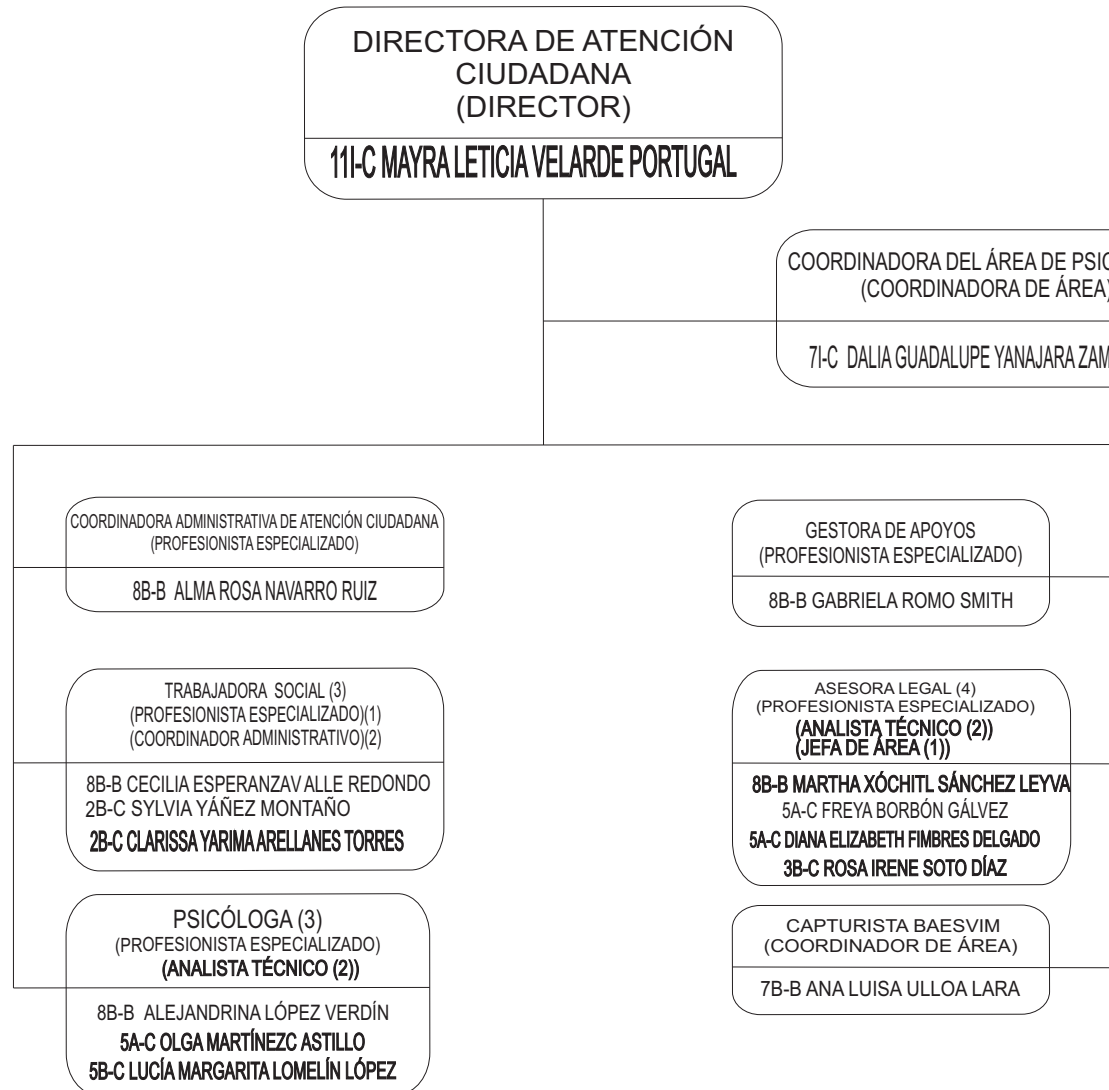 DIRECTORA DE ATENCIÓN
CIUDADANA
(DIRECTOR)
11I-C MAYRA LETICIA VELARDE PORTUGAL
COORDINADORA DEL ÁREA DE
(COORDINADORA DE ÁREA)
7I-C DALIA GUADALUPE YANAJARA
COORDINADORA ADMINISTRATIVA DE ATENCIÓN CIUDADANA
(PROFESIONISTA ESPECIALIZADO)
8B-B ALMA ROSA NAVARRO RUIZ
GESTORA DE APOYOS
(PROFESIONISTA ESPECIALIZADO)
8B-B GABRIELA ROMO SMITH
TRABAJADORA SOCIAL (3)
(PROFESIONISTA ESPECIALIZADO)(1)
(COORDINADOR ADMINISTRATIVO)(2)
8B-B CECILIA ESPERANZAV ALLE REDONDO
2B-C SYLVIA YÁÑEZ MONTAÑO
2B-C CLARISSA YARIMA ARELLANES TORRES
ASESORA LEGAL (4)
(PROFESIONISTA ESPECIALIZADO)
(ANALISTA TÉCNICO (2))
(JEFA DE ÁREA (1))
8B-B MARTHA XÓCHITL SÁNCHEZ LEYVA
5A-C FREYA BORBÓN GÁLVEZ
5A-C DIANA ELIZABETH FIMBRES DELGADO
3B-C ROSA IRENE SOTO DÍAZ
PSICÓLOGA (3)
(PROFESIONISTA ESPECIALIZADO)
(ANALISTA TÉCNICO (2))
8B-B ALEJANDRINA LÓPEZ VERDÍN
5A-C OLGA MARTÍNEZC ASTILLO
5B-C LUCÍA MARGARITA LOMELÍN LÓPEZ
CAPTURISTA BAESVIM
(COORDINADOR DE ÁREA)
7B-B ANA LUISA ULLOA LARA